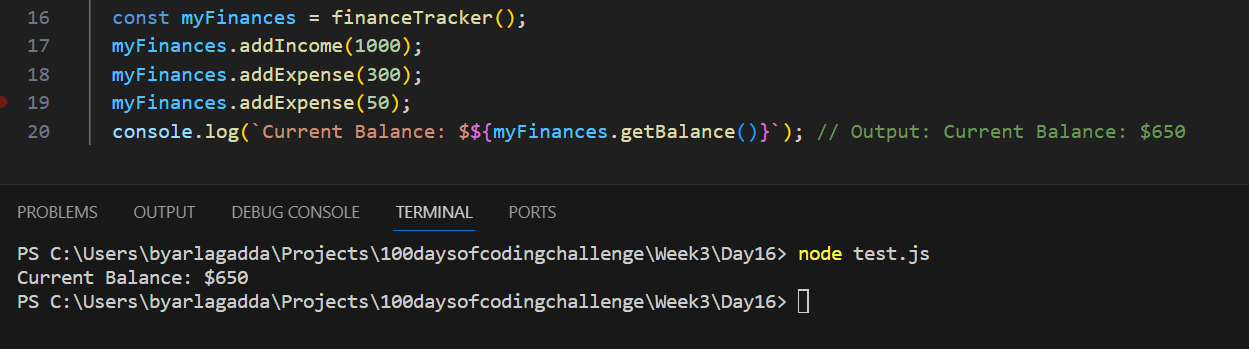 16 const myFinances = financeTracker();
17 myFinances.addIncome(1000);
18 myFinances.addExpense(300);
19 myFinances.addExpense(50);
20 console.log(`Current Balance: $${myFinances.getBalance()}`); // Output: Current Balance: $650
PROBLEMS OUTPUT DEBUG CONSOLE TERMINAL PORTS
PS C:\Users\byarlagadda\Projects\100daysofcodingchallenge\Week3\Day16> node test.js
Current Balance: $650
PS C:\Users\byarlagadda\Projects\100daysofcodingchallenge\Week3\Day16>